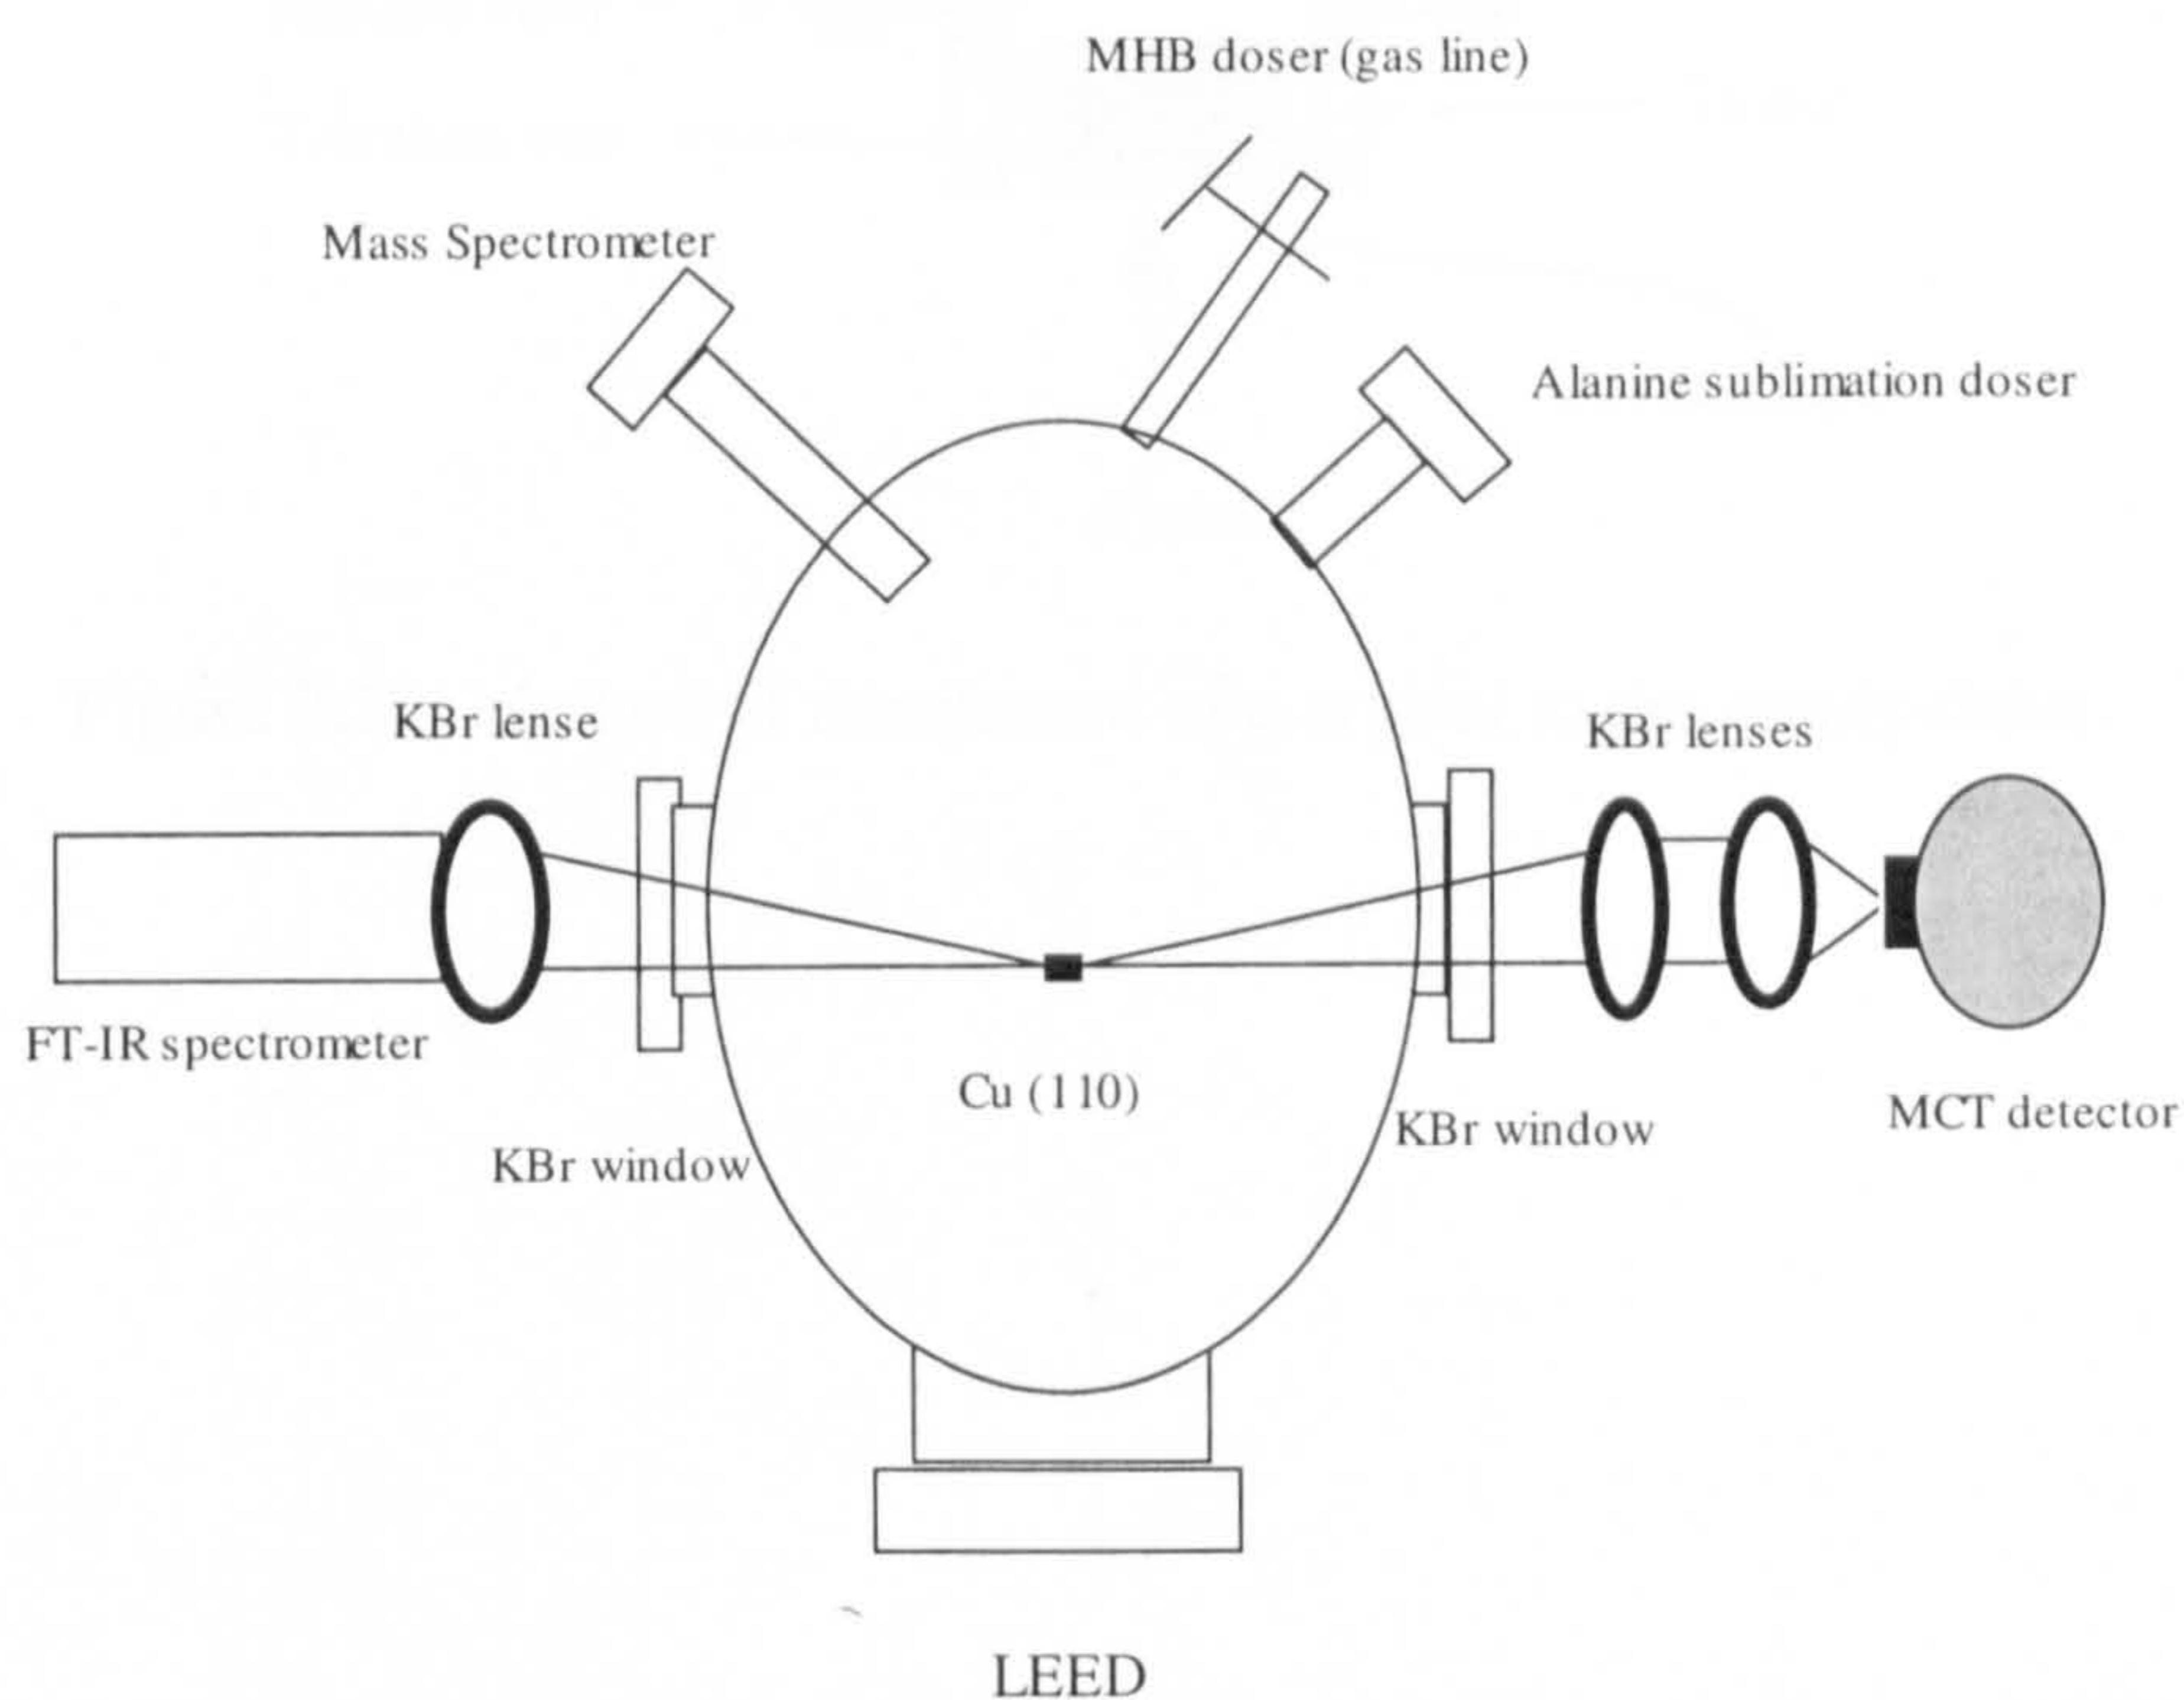 MHB doser (gas line)
Mass Spectrometer
Alanine sublimation doser
KBr lense
KBr lenses
FT-IR spectrometer
Cu (110)
KBr window
MCT detector
KBr window
LEED